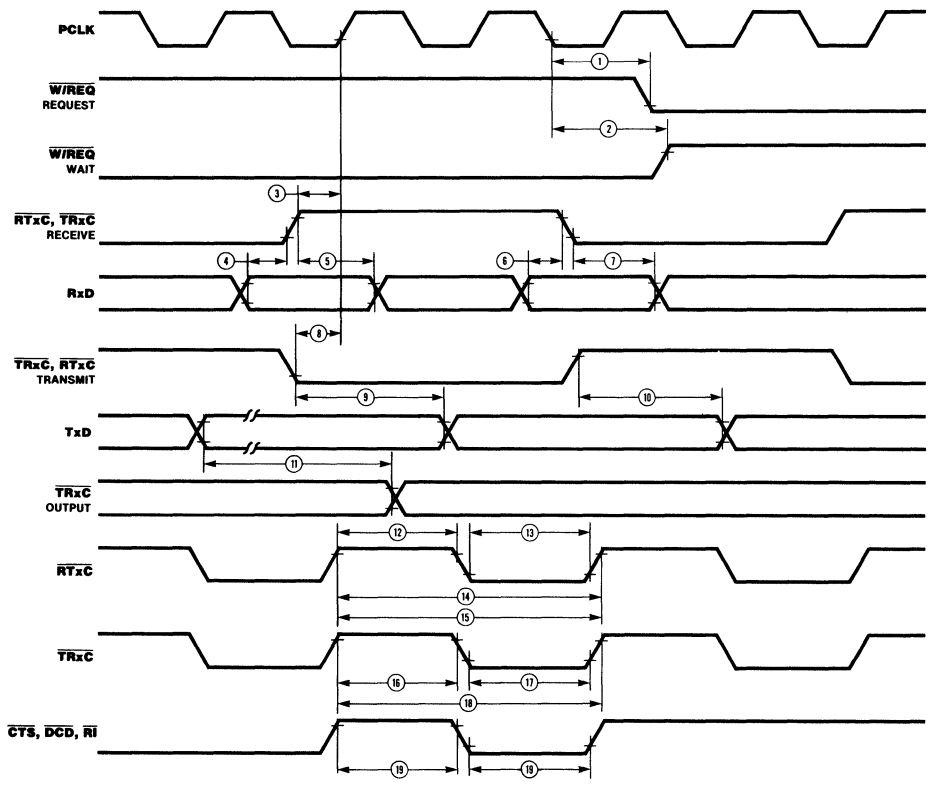 PCLK
1
W/REQ
REQUEST
2
W/REQ
WAIT
3
RTxC, TRxC
RECEIVE
4
5
6
7
RxD
8
TRxC, RTxC
TRANSMIT
9
10
TxD
11
TRxC
OUTPUT
12
13
RTxC
14
15
TRxC
16
17
18
CTS, DCD, RI
19
19